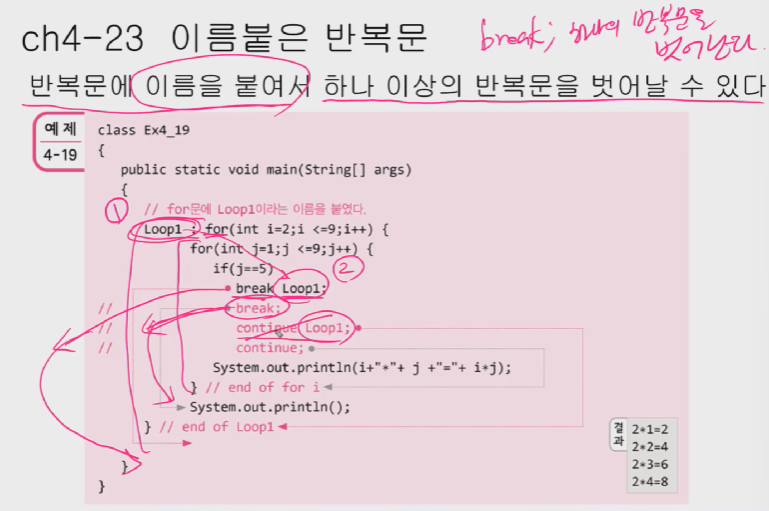 ch4-23 이름붙은 반복문
break; 하나의 반복문을
벗어난다.
반복문에 이름을 붙여서 하나 이상의 반복문을 벗어날 수 있다
예제
4-19
class Ex4_19
{
public static void main(String[] args)
{
① // for문에 Loop1이라는 이름을 붙였다.
Loop1 : for(int i=2;i <=9;i++) {
for(int j=1;j <=9;j++) {
if(j==5) ②
break Loop1;
// break;
// continue Loop1;
// continue;
System.out.println(i+"*"+ j +"="+ i*j);
} // end of for i
System.out.println();
} // end of Loop1
}
}
결과
2*1=2
2*2=4
2*3=6
2*4=8